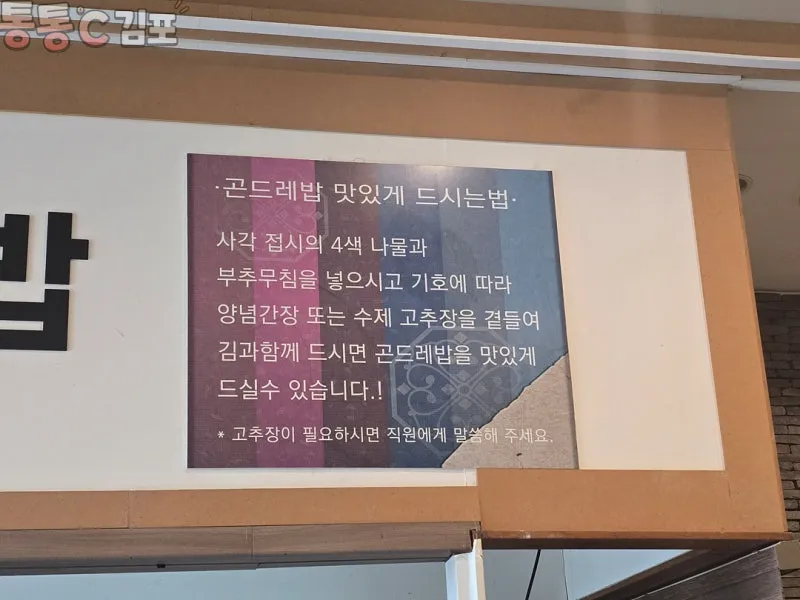 통통℃김포
·곤드레밥 맛있게 드시는법·
사각 접시의 4색 나물과
부추무침을 넣으시고 기호에 따라
양념간장 또는 수제 고추장을 곁들여
김과함께 드시면 곤드레밥을 맛있게
드실수 있습니다.!
* 고추장이 필요하시면 직원에게 말씀해 주세요.
밥